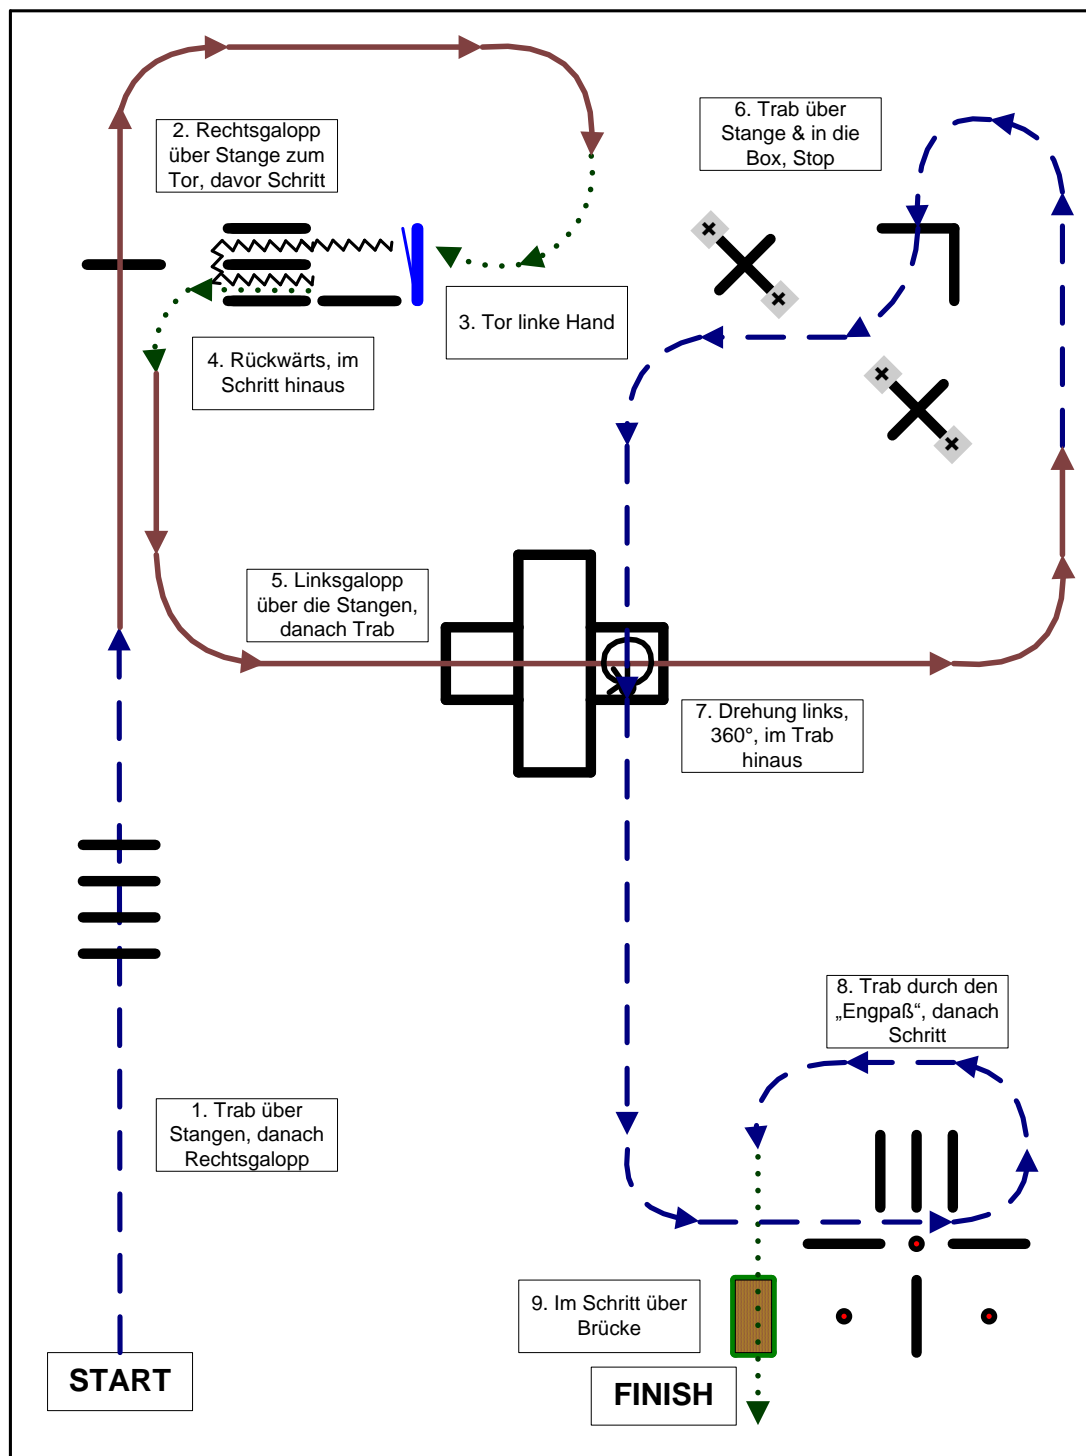 2. Rechtsgalopp
über Stange zum
Tor, davor Schritt
6. Trab über
Stange & in die
Box, Stop
3. Tor linke Hand
4. Rückwärts, im
Schritt hinaus
5. Linksgalopp
über die Stangen,
danach Trab
7. Drehung links,
360°, im Trab
hinaus
8. Trab durch den
„Engpaß“, danach
Schritt
1. Trab über
Stangen, danach
Rechtsgalopp
9. Im Schritt über
Brücke
START
FINISH